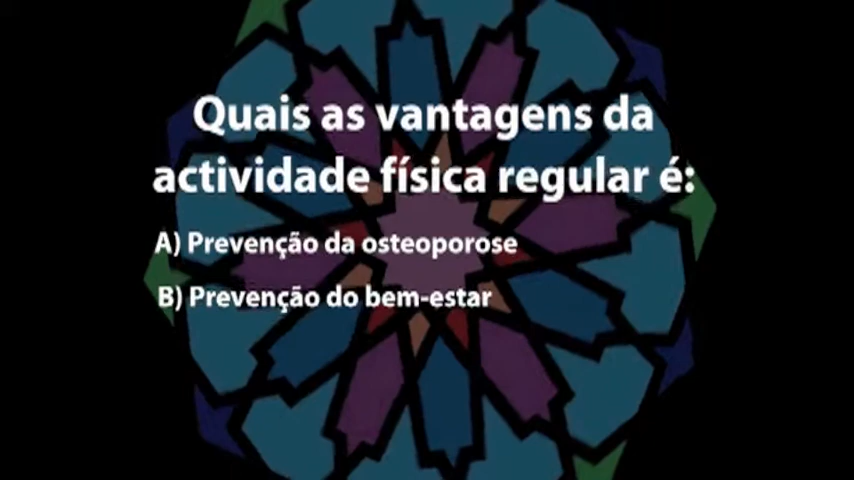 Quais as vantagens da
actividade física regular é:
A) Prevenção da osteoporose
B) Prevenção do bem-estar